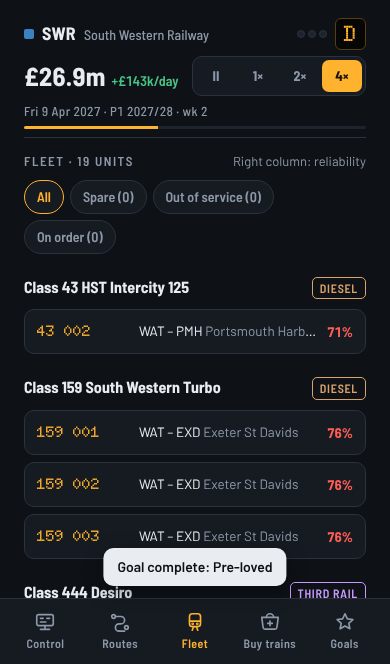 SWR South Western Railway D
£26.9m +£143k/day II 1× 2× 4×
Fri 9 Apr 2027 · P1 2027/28 · wk 2
FLEET · 19 UNITS Right column: reliability
All Spare (0) Out of service (0)
On order (0)
Class 43 HST Intercity 125 DIESEL
43 002 WAT – PMH Portsmouth Harb... 71%
Class 159 South Western Turbo DIESEL
159 001 WAT – EXD Exeter St Davids 76%
159 002 WAT – EXD Exeter St Davids 76%
159 003 WAT – EXD Exeter St Davids 76%
Goal complete: Pre-loved
Class 444 Desiro THIRD RAIL
Control Routes Fleet Buy trains Goals